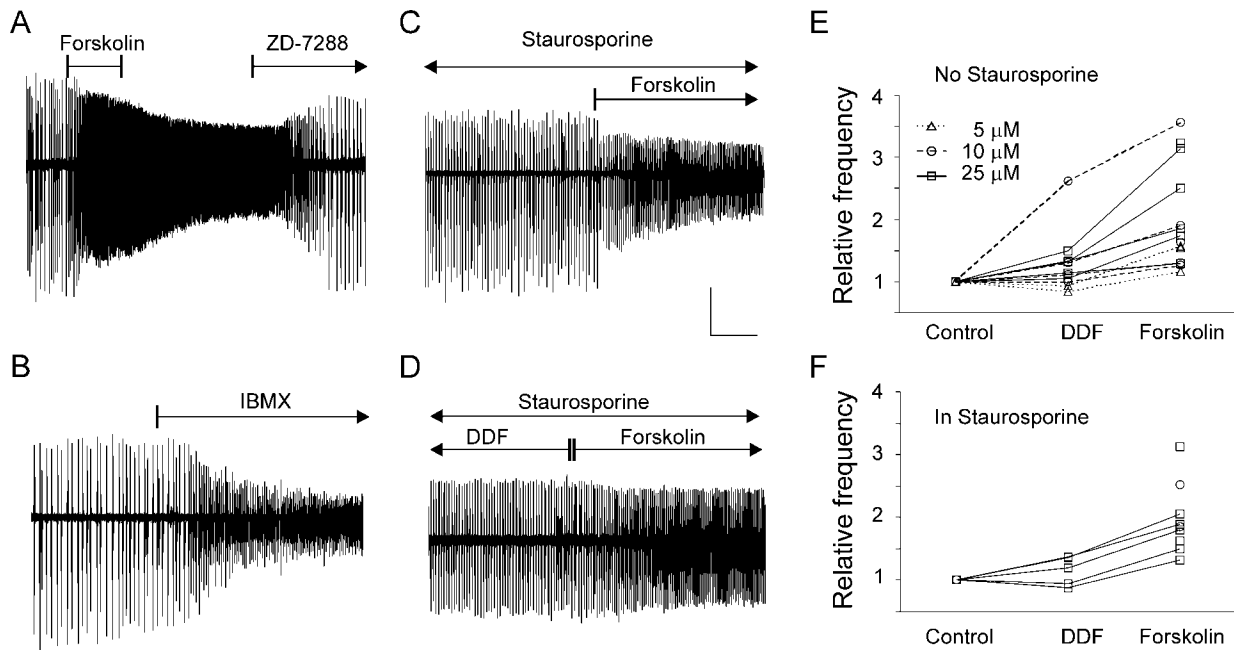 A
Forskolin
ZD-7288
B
IBMX
C
Staurosporine
Forskolin
D
Staurosporine
DDF
Forskolin
E
No Staurosporine
5 μM
10 μM
25 μM
Relative frequency
4
3
2
1
Control
DDF
Forskolin
F
In Staurosporine
Relative frequency
4
3
2
1
Control
DDF
Forskolin